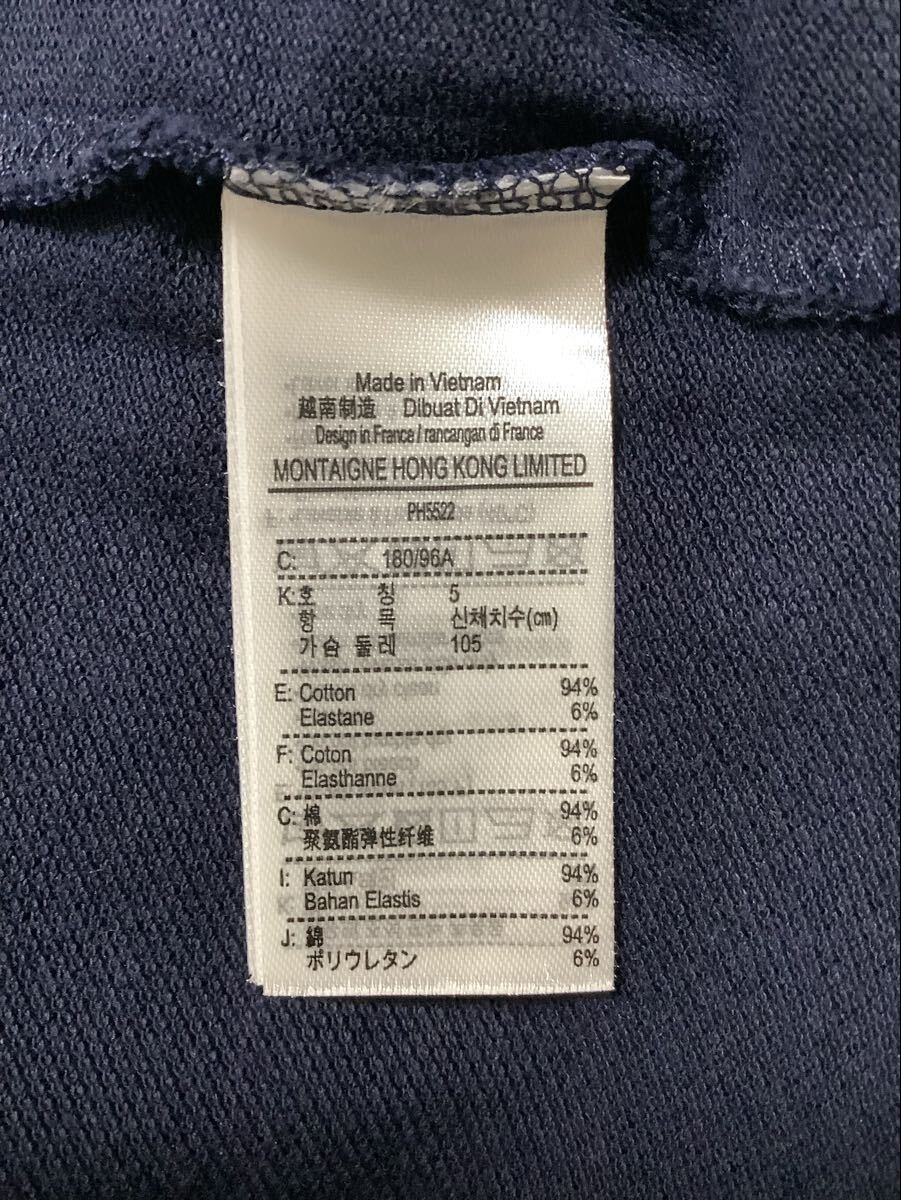 Made in Vietnam
越南制造 Dibuat Di Vietnam
Design in France / rancangan di France
MONTAIGNE HONG KONG LIMITED
PH5522
C: 180/96A
K: 호 칭 5
항 목 신체치수(cm)
가슴 둘레 105
E: Cotton 94%
Elastane 6%
F: Coton 94%
Elasthanne 6%
C: 棉 94%
聚氨酯弹性纤维 6%
I: Katun 94%
Bahan Elastis 6%
J: 綿 94%
ポリウレタン 6%